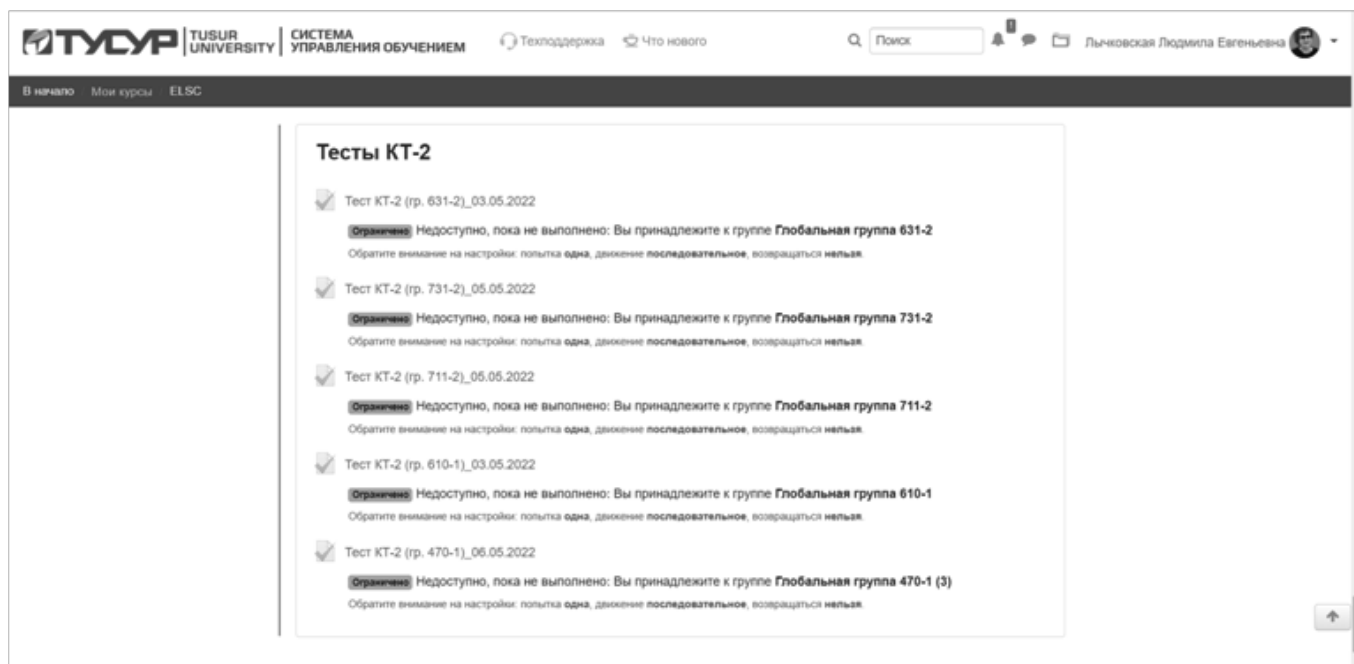 ТУСУР TUSUR UNIVERSITY СИСТЕМА УПРАВЛЕНИЯ ОБУЧЕНИЕМ Техподдержка Что нового Поиск 1 Лычковская Людмила Евгеньевна
В начало Мои курсы ELSC
Тесты КТ-2
Тест КТ-2 (гр. 631-2)_03.05.2022
Ограничено Недоступно, пока не выполнено: Вы принадлежите к группе Глобальная группа 631-2
Обратите внимание на настройки: попытка одна, движение последовательное, возвращаться нельзя.
Тест КТ-2 (гр. 731-2)_05.05.2022
Ограничено Недоступно, пока не выполнено: Вы принадлежите к группе Глобальная группа 731-2
Обратите внимание на настройки: попытка одна, движение последовательное, возвращаться нельзя.
Тест КТ-2 (гр. 711-2)_05.05.2022
Ограничено Недоступно, пока не выполнено: Вы принадлежите к группе Глобальная группа 711-2
Обратите внимание на настройки: попытка одна, движение последовательное, возвращаться нельзя.
Тест КТ-2 (гр. 610-1)_03.05.2022
Ограничено Недоступно, пока не выполнено: Вы принадлежите к группе Глобальная группа 610-1
Обратите внимание на настройки: попытка одна, движение последовательное, возвращаться нельзя.
Тест КТ-2 (гр. 470-1)_06.05.2022
Ограничено Недоступно, пока не выполнено: Вы принадлежите к группе Глобальная группа 470-1 (3)
Обратите внимание на настройки: попытка одна, движение последовательное, возвращаться нельзя.